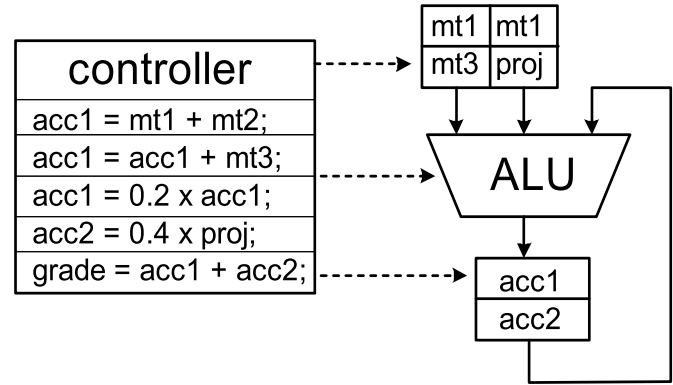 controller
acc1 = mt1 + mt2;
acc1 = acc1 + mt3;
acc1 = 0.2 x acc1;
acc2 = 0.4 x proj;
grade = acc1 + acc2;
mt1 mt1
mt3 proj
ALU
acc1
acc2